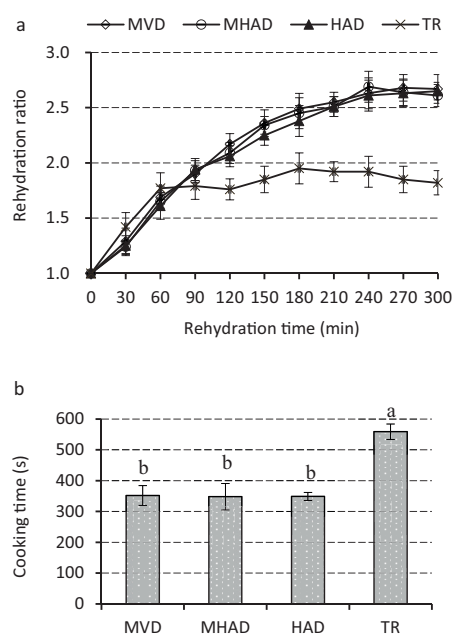 a
MVD MHAD HAD TR
3.0
2.5
2.0
1.5
1.0
Rehydration ratio
0 30 60 90 120 150 180 210 240 270 300
Rehydration time (min)
b
600
500
400
300
200
100
0
Cooking time (s)
b b b a
MVD MHAD HAD TR